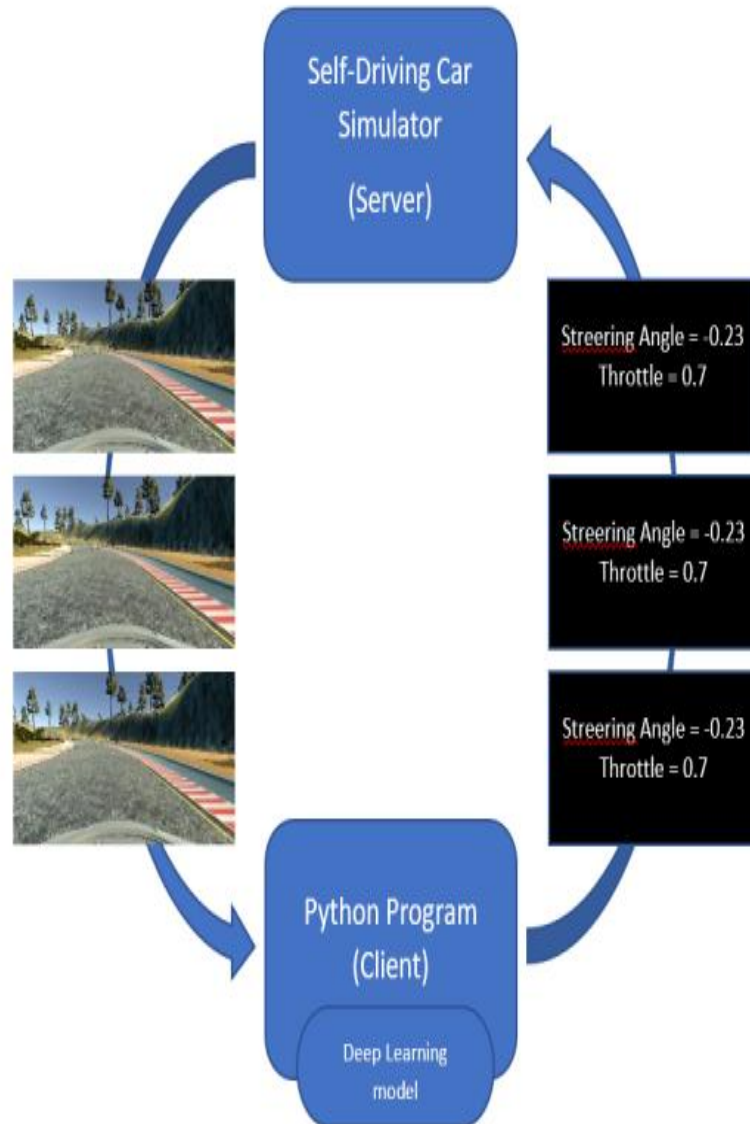 Self-Driving Car
Simulator
(Server)
Streering Angle = -0.23
Throttle = 0.7
Streering Angle = -0.23
Throttle = 0.7
Streering Angle = -0.23
Throttle = 0.7
Python Program
(Client)
Deep Learning
model